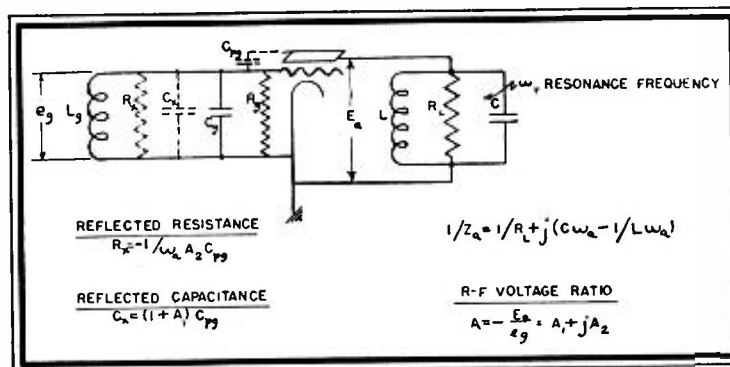 Cpg
eg
Lg
Rx
Cx
Cg
Rg
Ea
L
RL
C
ωr RESONANCE FREQUENCY
REFLECTED RESISTANCE
Rx=-1/ωa A2 Cpg
1/Za=1/RL+j(Cωa-1/Lωa)
REFLECTED CAPACITANCE
Cx=(1+A1)Cpg
R-F VOLTAGE RATIO
A=-Ea/eg=A1+jA2